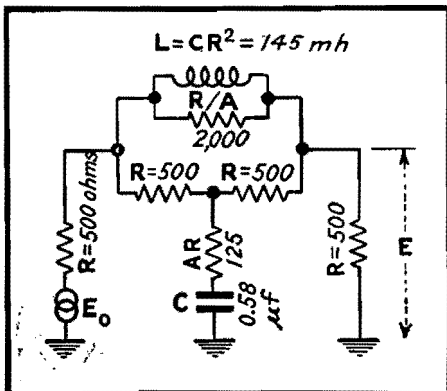 L=CR²=145 mh
R/A
2,000
R=500
R=500
R=500 ohms
AR
125
R=500
E
E₀
C
0.58
µf